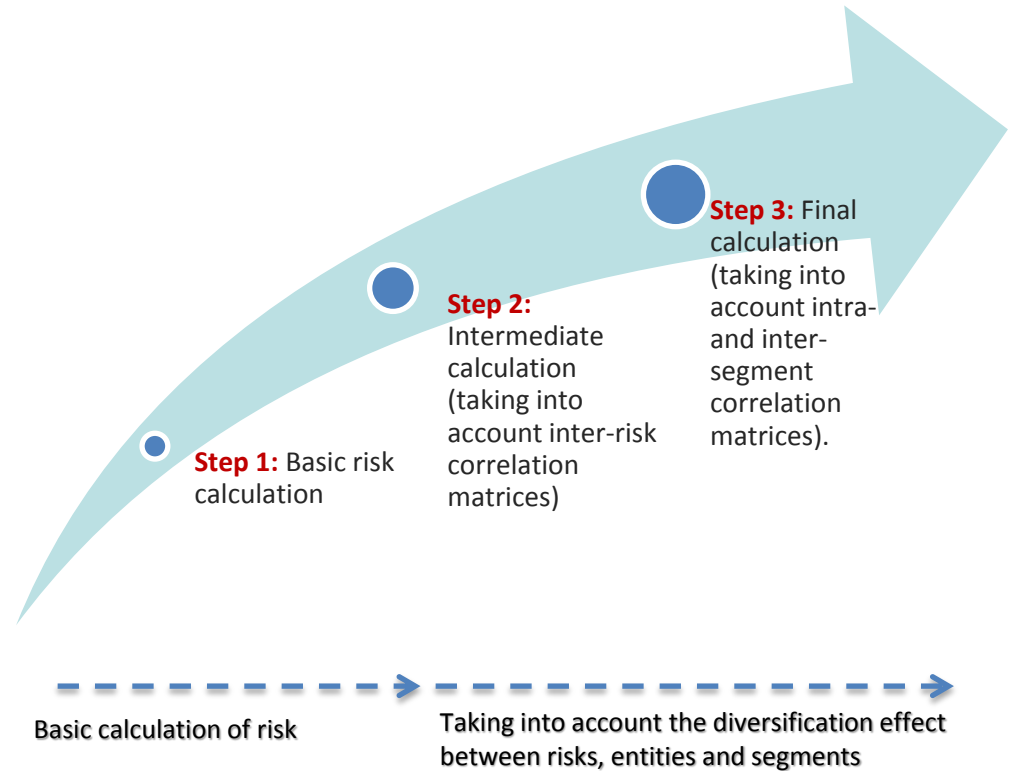 Step 1: Basic risk
calculation
Step 2:
Intermediate
calculation
(taking into
account inter-risk
correlation
matrices)
Step 3: Final
calculation
(taking into
account intra-
and inter-
segment
correlation
matrices).
Basic calculation of risk
Taking into account the diversification effect
between risks, entities and segments